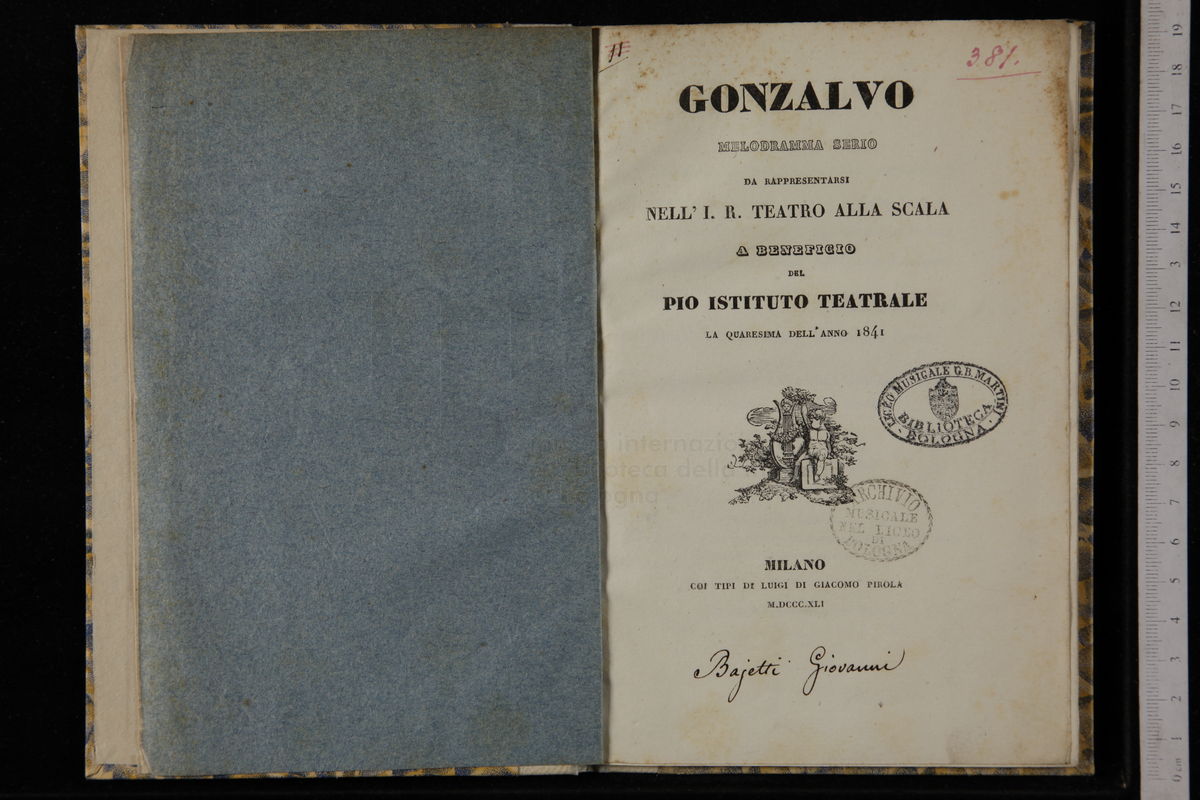 11
381.
GONZALVO
MELODRAMMA SERIO
DA RAPPRESENTARSI
NELL' I. R. TEATRO ALLA SCALA
A BENEFICIO
DEL
PIO ISTITUTO TEATRALE
LA QUARESIMA DELL'ANNO 1841
LICEO MUSICALE G.B. MARTINI
BIBLIOTECA
BOLOGNA
ARCHIVIO
MUSICALE
NEL LICEO
DI
BOLOGNA
MILANO
COI TIPI DI LUIGI DI GIACOMO PIROLA
M.DCCC.XLI
Bajetti Giovanni